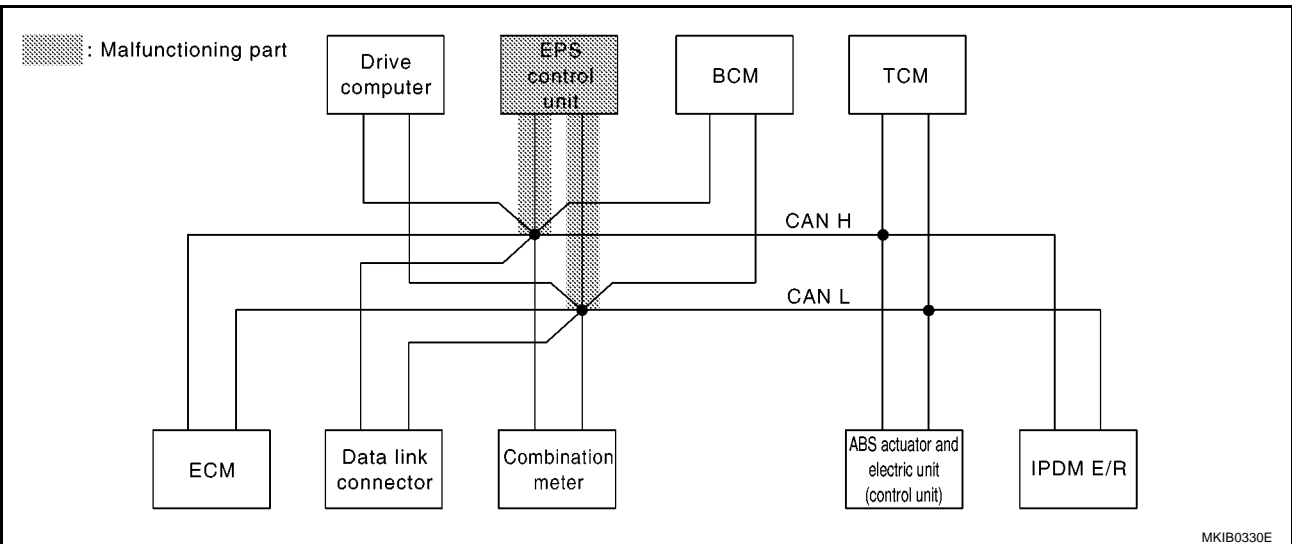 : Malfunctioning part
Drive
computer
EPS
control
unit
BCM
TCM
CAN H
CAN L
ECM
Data link
connector
Combination
meter
ABS actuator and
electric unit
(control unit)
IPDM E/R
MKIB0330E